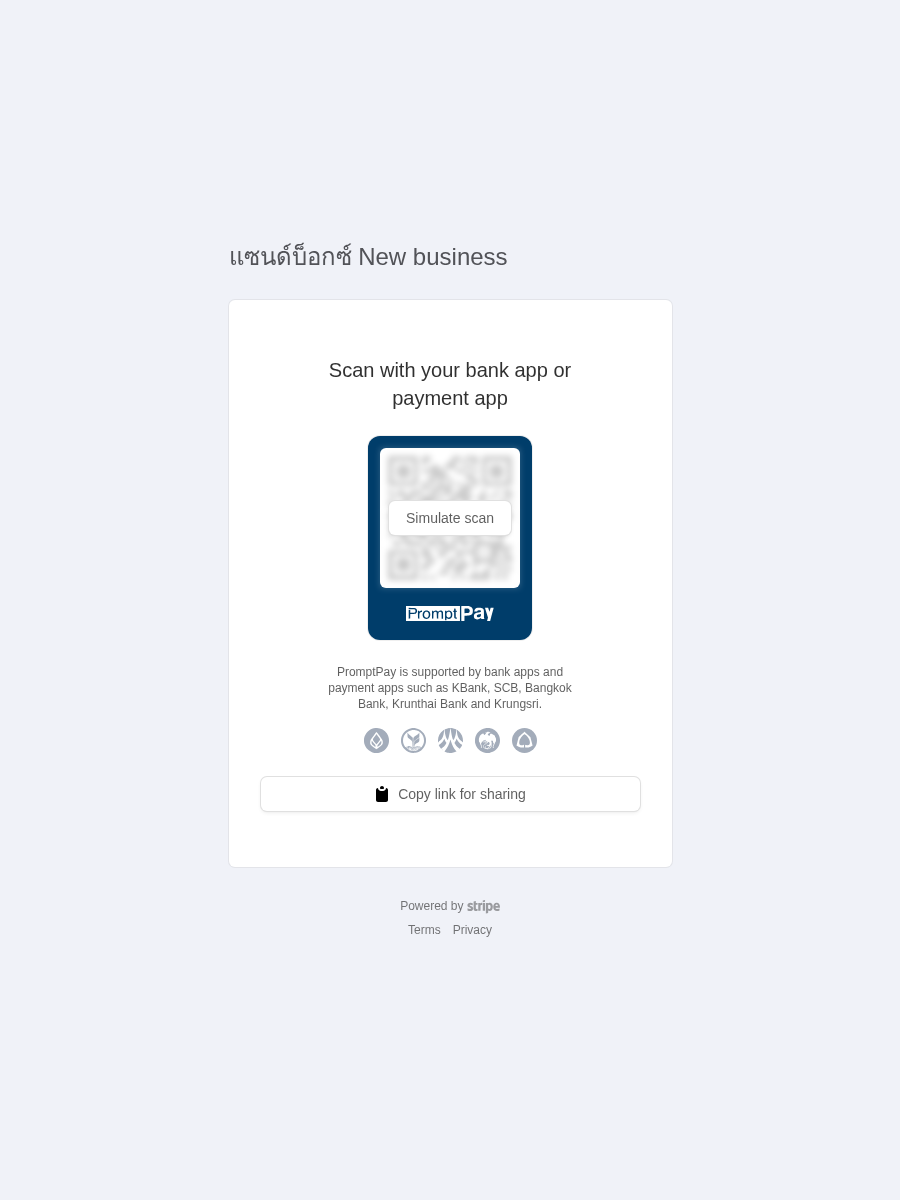 แซนด์บ็อกซ์ New business
Scan with your bank app or
payment app
Simulate scan
PromptPay
PromptPay is supported by bank apps and
payment apps such as KBank, SCB, Bangkok
Bank, Krunthai Bank and Krungsri.
Copy link for sharing
Powered by stripe
Terms Privacy